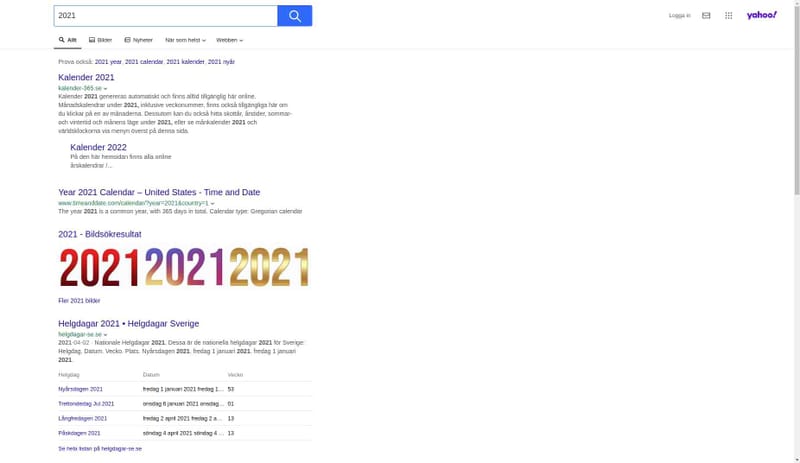 2021
Logga in
yahoo!
Allt Bilder Nyheter När som helst Webben
Prova också: 2021 year, 2021 calendar, 2021 kalender, 2021 nyår
Kalender 2021
kalender-365.se
Kalender 2021 genereras automatiskt och finns alltid tillgänglig här online.
Månadskalendrar under 2021, inklusive veckonummer, finns också tillgängliga här om
du klickar på en av månaderna. Dessutom kan du också hitta skottår, årstider, sommar-
och vintertid och månens läge under 2021, eller se månkalender 2021 och
världsklockorna via menyn överst på denna sida.
Kalender 2022
På den här hemsidan finns alla online
årskalendrar /...
Year 2021 Calendar – United States - Time and Date
www.timeanddate.com/calendar/?year=2021&country=1
The year 2021 is a common year, with 365 days in total. Calendar type: Gregorian calendar
2021 - Bildsökresultat
2021 2021 2021
Fler 2021 bilder
Helgdagar 2021 • Helgdagar Sverige
helgdagar-se.se
2021-04-02 · Nationale Helgdagar 2021. Dessa är de nationella helgdagar 2021 för Sverige:
Helgdag. Datum. Vecko. Plats. Nyårsdagen 2021, fredag 1 januari 2021. fredag 1 januari
2021.
Helgdag Datum Vecko
Nyårsdagen 2021 fredag 1 januari 2021 fredag 1... 53
Trettondedag Jul 2021 onsdag 6 januari 2021 onsdag... 01
Långfredagen 2021 fredag 2 april 2021 fredag 2 a... 13
Påskdagen 2021 söndag 4 april 2021 söndag 4 ... 13
Se hela listan på helgdagar-se.se